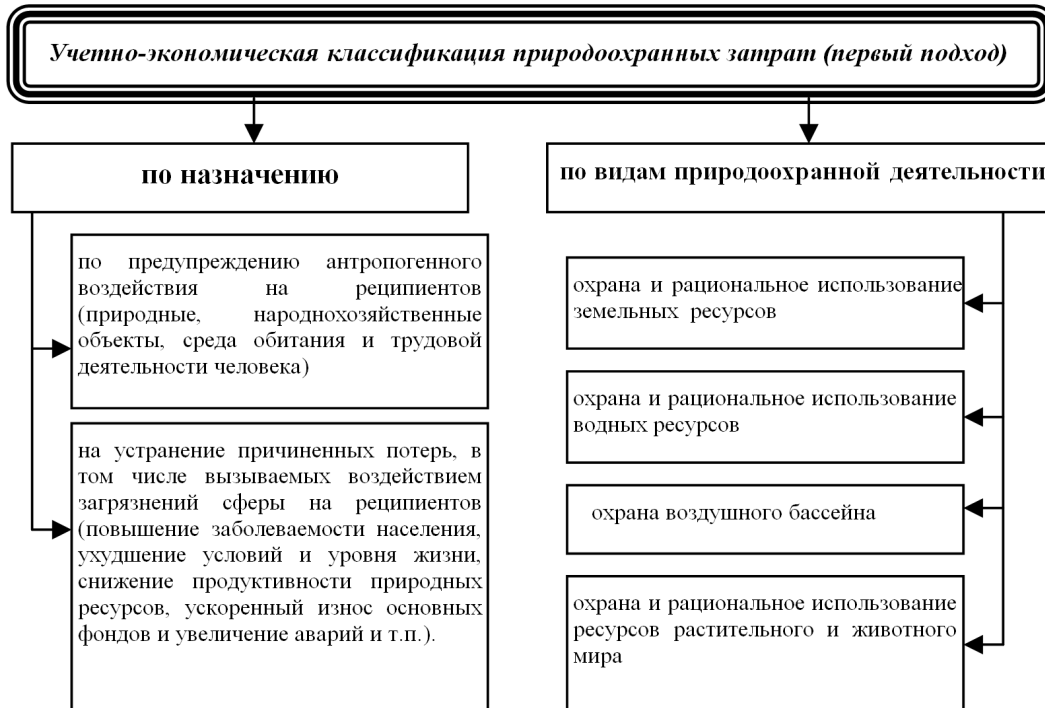 Учетно-экономическая классификация природоохранных затрат (первый подход)
по назначению
по предупреждению антропогенного
воздействия на реципиентов
(природные, народнохозяйственные
объекты, среда обитания и трудовой
деятельности человека)
на устранение причиненных потерь, в
том числе вызываемых воздействием
загрязнений сферы на реципиентов
(повышение заболеваемости населения,
ухудшение условий и уровня жизни,
снижение продуктивности природных
ресурсов, ускоренный износ основных
фондов и увеличение аварий и т.п.).
по видам природоохранной деятельности
охрана и рациональное использование
земельных ресурсов
охрана и рациональное использование
водных ресурсов
охрана воздушного бассейна
охрана и рациональное использование
ресурсов растительного и животного
мира